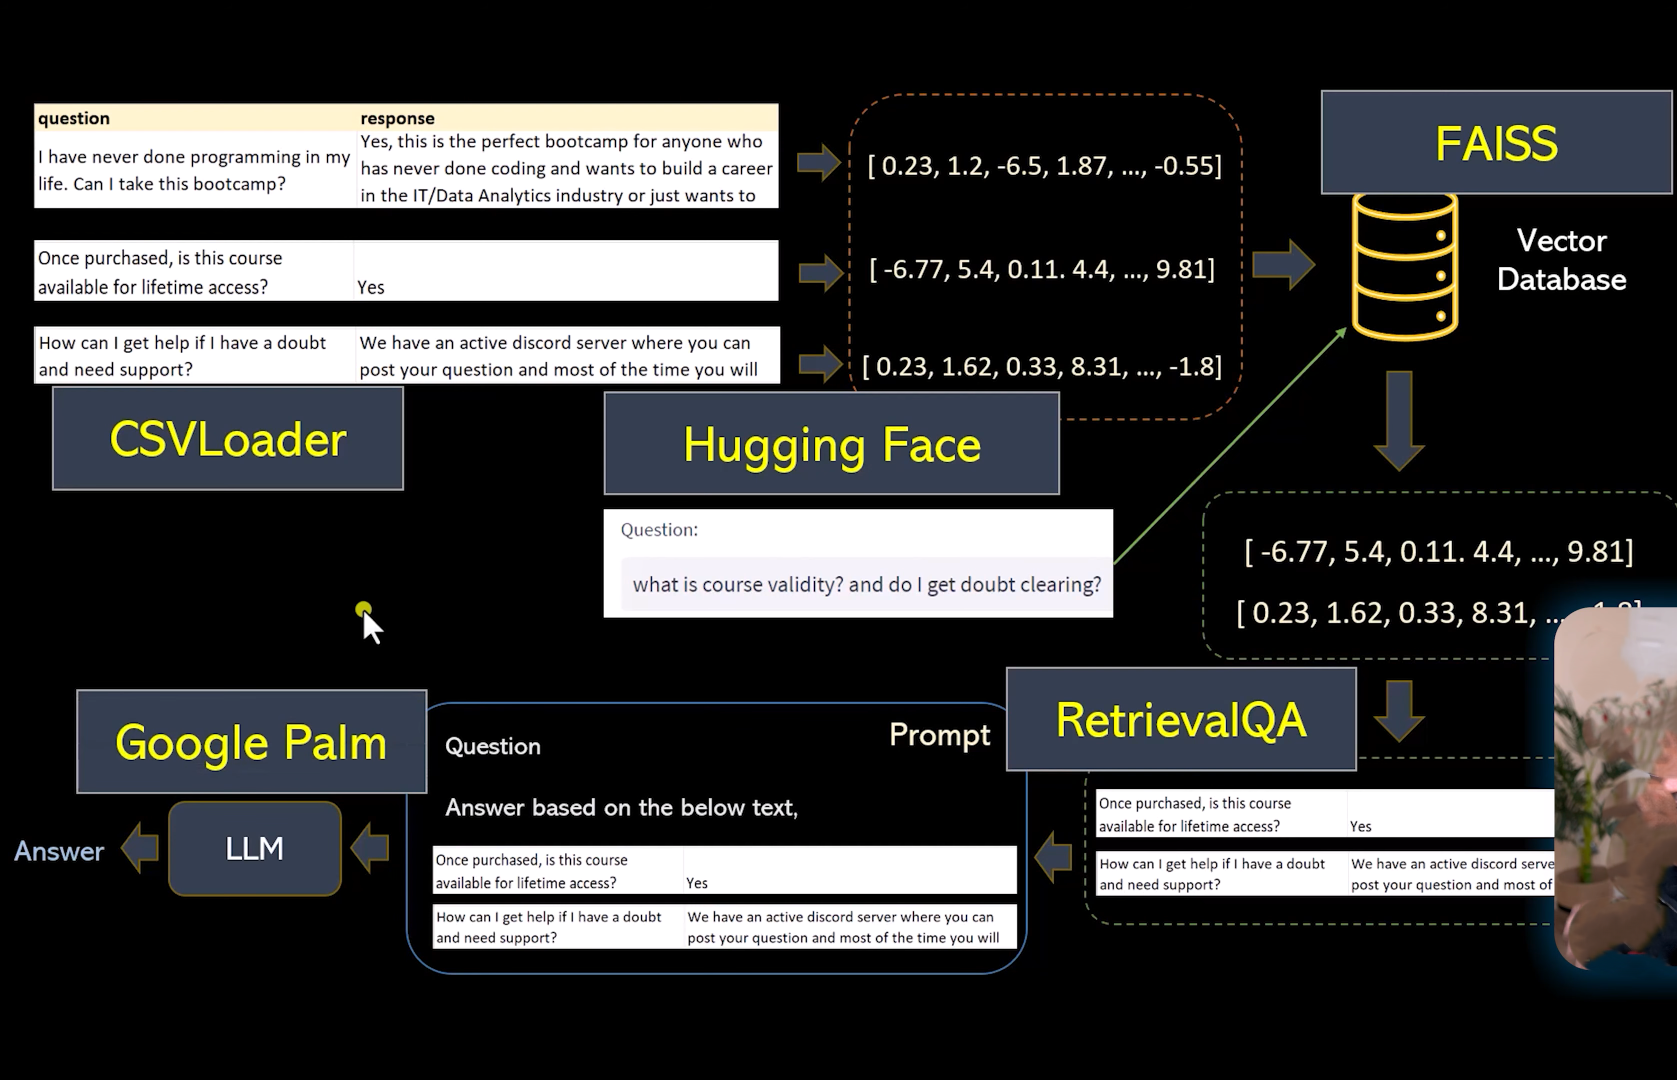 question response
I have never done programming in my
life. Can I take this bootcamp?
Yes, this is the perfect bootcamp for anyone who
has never done coding and wants to build a career
in the IT/Data Analytics industry or just wants to
[ 0.23, 1.2, -6.5, 1.87, ..., -0.55]
FAISS
Vector
Database
Once purchased, is this course
available for lifetime access?
Yes
[ -6.77, 5.4, 0.11. 4.4, ..., 9.81]
How can I get help if I have a doubt
and need support?
We have an active discord server where you can
post your question and most of the time you will
[ 0.23, 1.62, 0.33, 8.31, ..., -1.8]
CSVLoader
Hugging Face
Question:
what is course validity? and do I get doubt clearing?
[ -6.77, 5.4, 0.11. 4.4, ..., 9.81]
[ 0.23, 1.62, 0.33, 8.31, ...
RetrievalQA
Once purchased, is this course
available for lifetime access?
Yes
How can I get help if I have a doubt
and need support?
We have an active discord serve
post your question and most of
Prompt
Question
Answer based on the below text,
Once purchased, is this course
available for lifetime access?
Yes
How can I get help if I have a doubt
and need support?
We have an active discord server where you can
post your question and most of the time you will
Google Palm
LLM
Answer